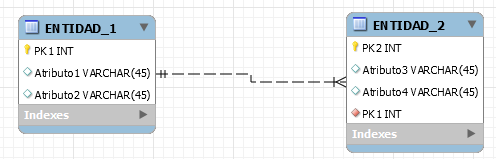 ENTIDAD_1
PK1 INT
Atributo1 VARCHAR(45)
Atributo2 VARCHAR(45)
Indexes
ENTIDAD_2
PK2 INT
Atributo3 VARCHAR(45)
Atributo4 VARCHAR(45)
PK1 INT
Indexes